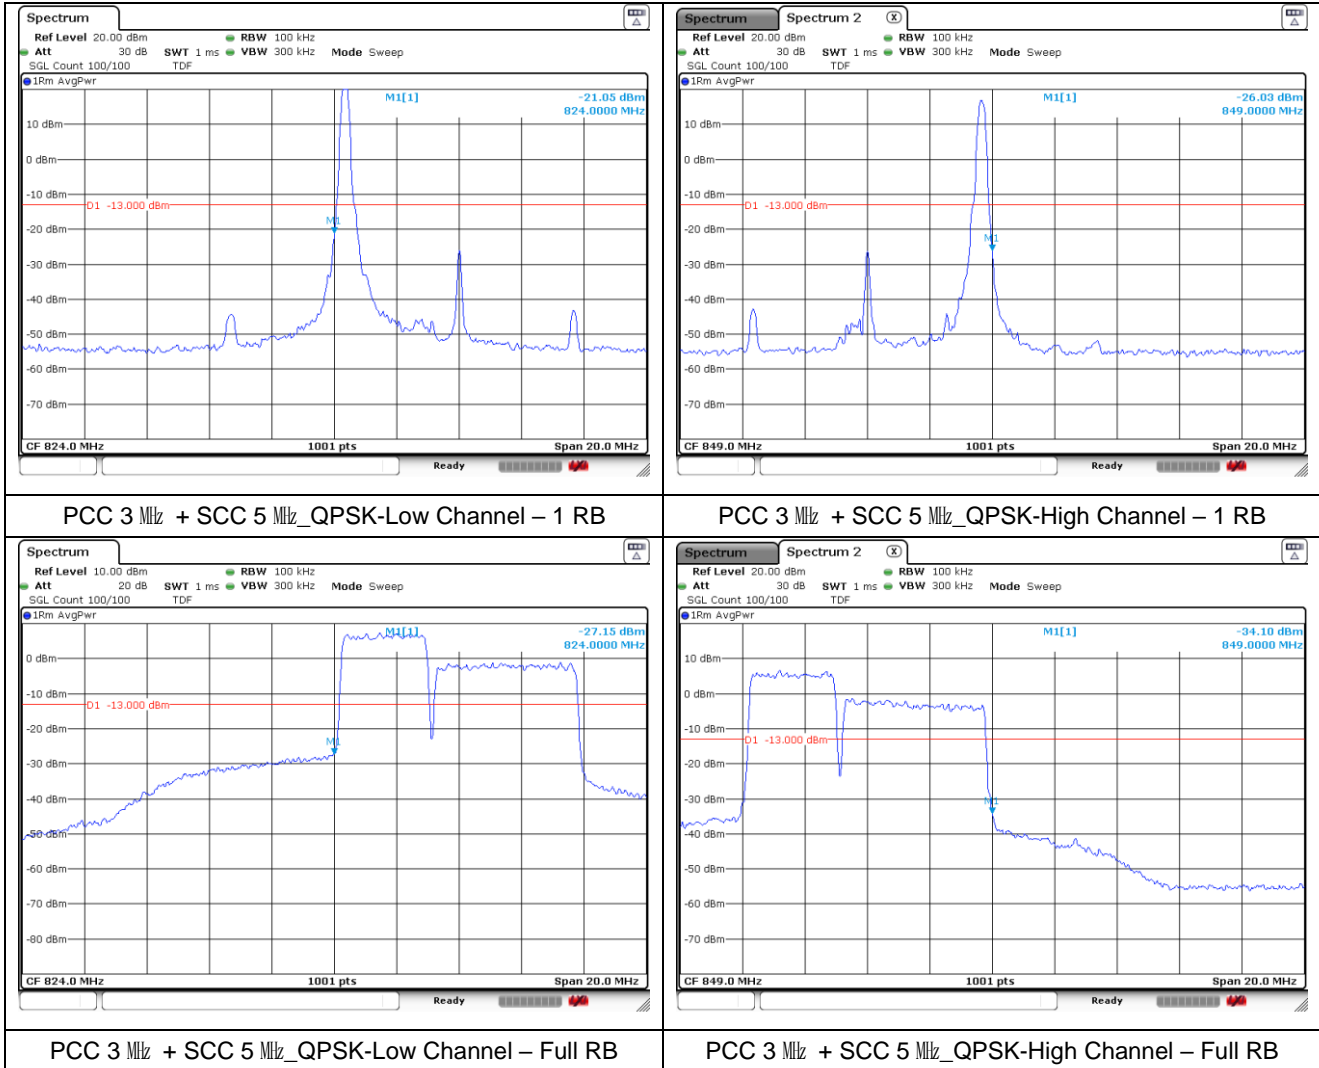 Spectrum
Ref Level 20.00 dBm RBW 100 kHz
Att 30 dB SWT 1 ms VBW 300 kHz Mode Sweep
SGL Count 100/100 TDF
1Rm AvgPwr
M1[1] -21.05 dBm
824.0000 MHz
10 dBm
0 dBm
-10 dBm
D1 -13.000 dBm
M1
-20 dBm
-30 dBm
-40 dBm
-50 dBm
-60 dBm
-70 dBm
CF 824.0 MHz 1001 pts Span 20.0 MHz
Ready
PCC 3 ㎒ + SCC 5 ㎒_QPSK-Low Channel – 1 RB
Spectrum Spectrum 2 X
Ref Level 20.00 dBm RBW 100 kHz
Att 30 dB SWT 1 ms VBW 300 kHz Mode Sweep
SGL Count 100/100 TDF
1Rm AvgPwr
M1[1] -26.03 dBm
849.0000 MHz
10 dBm
0 dBm
-10 dBm
D1 -13.000 dBm
-20 dBm
M1
-30 dBm
-40 dBm
-50 dBm
-60 dBm
-70 dBm
CF 849.0 MHz 1001 pts Span 20.0 MHz
Ready
PCC 3 ㎒ + SCC 5 ㎒_QPSK-High Channel – 1 RB
Spectrum
Ref Level 10.00 dBm RBW 100 kHz
Att 20 dB SWT 1 ms VBW 300 kHz Mode Sweep
SGL Count 100/100 TDF
1Rm AvgPwr
M1[1] -27.15 dBm
824.0000 MHz
0 dBm
-10 dBm
D1 -13.000 dBm
-20 dBm
M1
-30 dBm
-40 dBm
-50 dBm
-60 dBm
-70 dBm
-80 dBm
CF 824.0 MHz 1001 pts Span 20.0 MHz
Ready
PCC 3 ㎒ + SCC 5 ㎒_QPSK-Low Channel – Full RB
Spectrum Spectrum 2 X
Ref Level 20.00 dBm RBW 100 kHz
Att 30 dB SWT 1 ms VBW 300 kHz Mode Sweep
SGL Count 100/100 TDF
1Rm AvgPwr
M1[1] -34.10 dBm
849.0000 MHz
10 dBm
0 dBm
-10 dBm
D1 -13.000 dBm
-20 dBm
-30 dBm
M1
-40 dBm
-50 dBm
-60 dBm
-70 dBm
CF 849.0 MHz 1001 pts Span 20.0 MHz
Ready
PCC 3 ㎒ + SCC 5 ㎒_QPSK-High Channel – Full RB